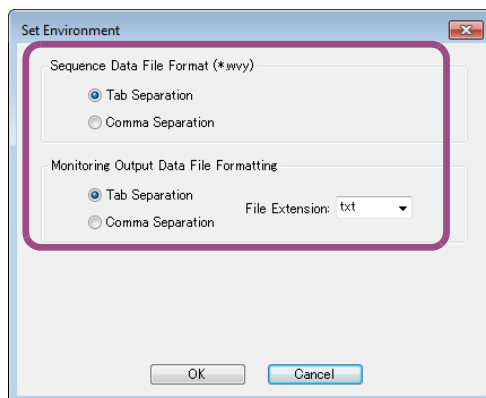 Set Environment
Sequence Data File Format (*.wvy)
Tab Separation
Comma Separation
Monitoring Output Data File Formatting
Tab Separation
File Extension: txt
Comma Separation
OK Cancel